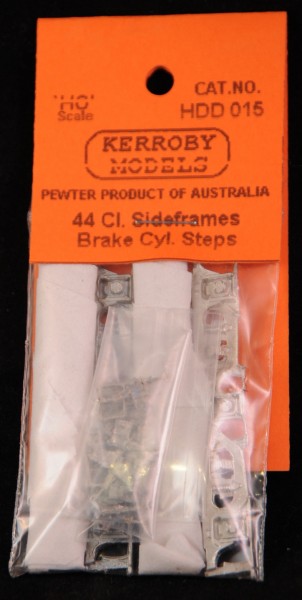 'HO'
Scale
CAT.NO.
HDD 015
KERROBY
MODELS
PEWTER PRODUCT OF AUSTRALIA
44 Cl. Sideframes
Brake Cyl. Steps